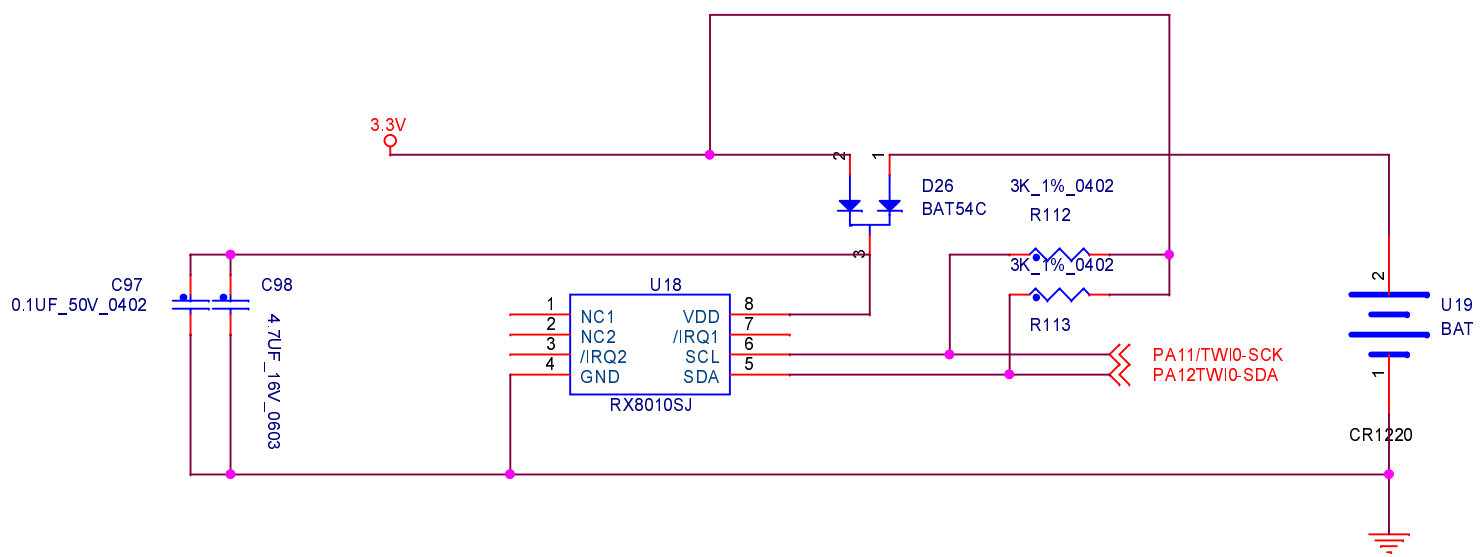 3.3V
2
1
D26
BAT54C
3K_1%_0402
R112
3
3K_1%_0402
R113
C97
0.1UF_50V_0402
C98
4.7UF_16V_0603
U18
1
NC1
2
NC2
3
/IRQ2
4
GND
8
VDD
7
/IRQ1
6
SCL
5
SDA
RX8010SJ
PA11/TWI0-SCK
PA12TWI0-SDA
2
U19
BAT
1
CR1220